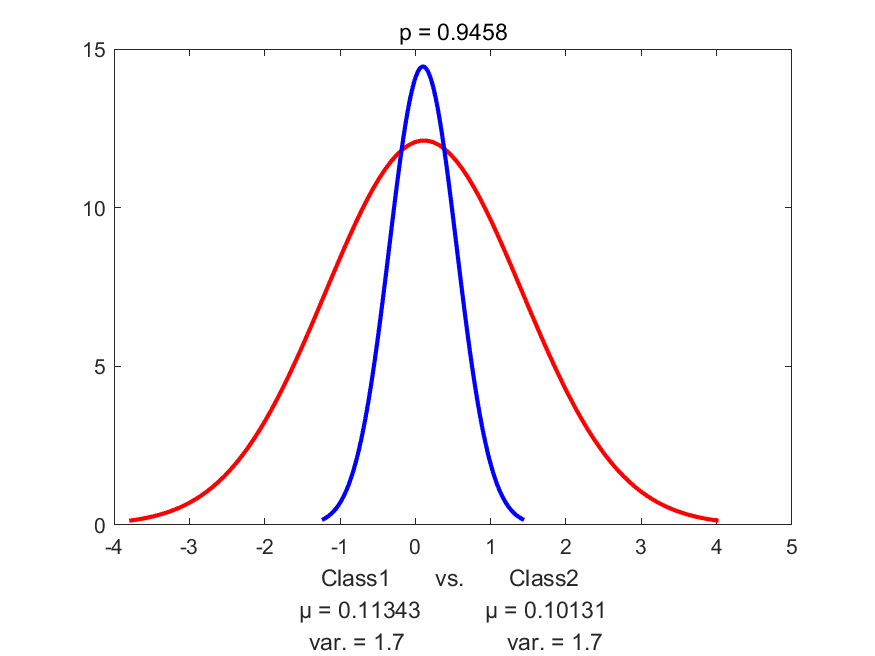 p = 0.9458
15
10
5
0
-4 -3 -2 -1 0 1 2 3 4 5
Class1 vs. Class2
μ = 0.11343 μ = 0.10131
var. = 1.7 var. = 1.7